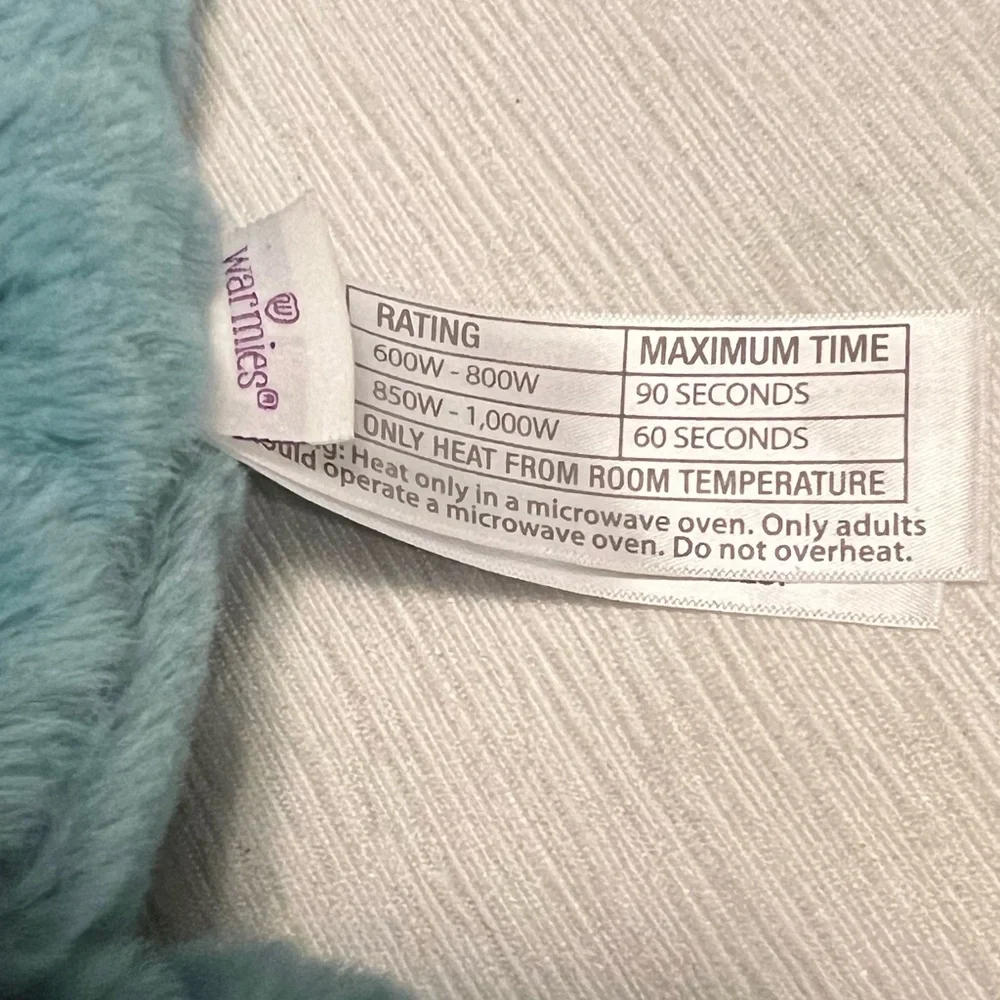 warmies®
RATING MAXIMUM TIME
600W - 800W 90 SECONDS
850W - 1,000W 60 SECONDS
ONLY HEAT FROM ROOM TEMPERATURE
Heat only in a microwave oven. Only adults
operate a microwave oven. Do not overheat.